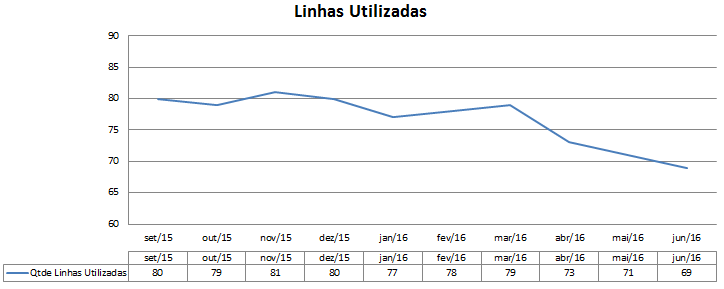 Linhas Utilizadas
90
85
80
75
70
65
60
set/15 out/15 nov/15 dez/15 jan/16 fev/16 mar/16 abr/16 mai/16 jun/16
set/15 out/15 nov/15 dez/15 jan/16 fev/16 mar/16 abr/16 mai/16 jun/16
Qtde Linhas Utilizadas 80 79 81 80 77 78 79 73 71 69